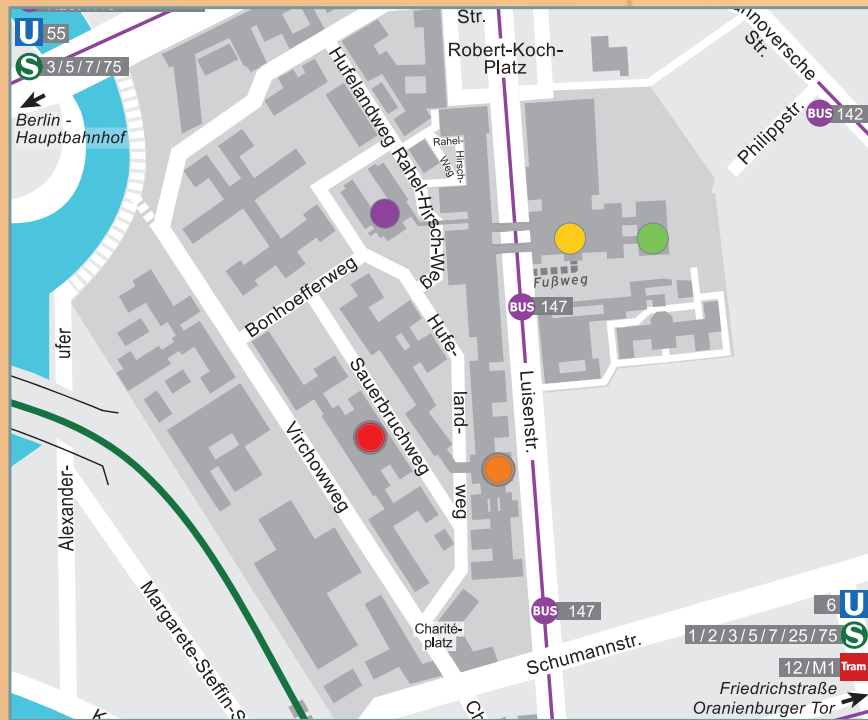 U 55
S 3/5/7/75
Berlin -
Hauptbahnhof
Str.
Robert-Koch-
Platz
Hannoversche
Str.
BUS 142
Philippstr.
Hufelandweg
Rahel-Hirsch-Weg
Rahel-
Hirsch-
Weg
Fußweg
BUS 147
Bonhoefferweg
Hufe-
land-
weg
Sauerbruchweg
Luisenstr.
Virchowweg
ufer
Alexander-
Margarete-Steffin-S
BUS 147
Charité-
platz
Schumannstr.
Ch
K
6 U
1/2/3/5/7/25/75 S
12/M1 Tram
Friedrichstraße
Oranienburger Tor